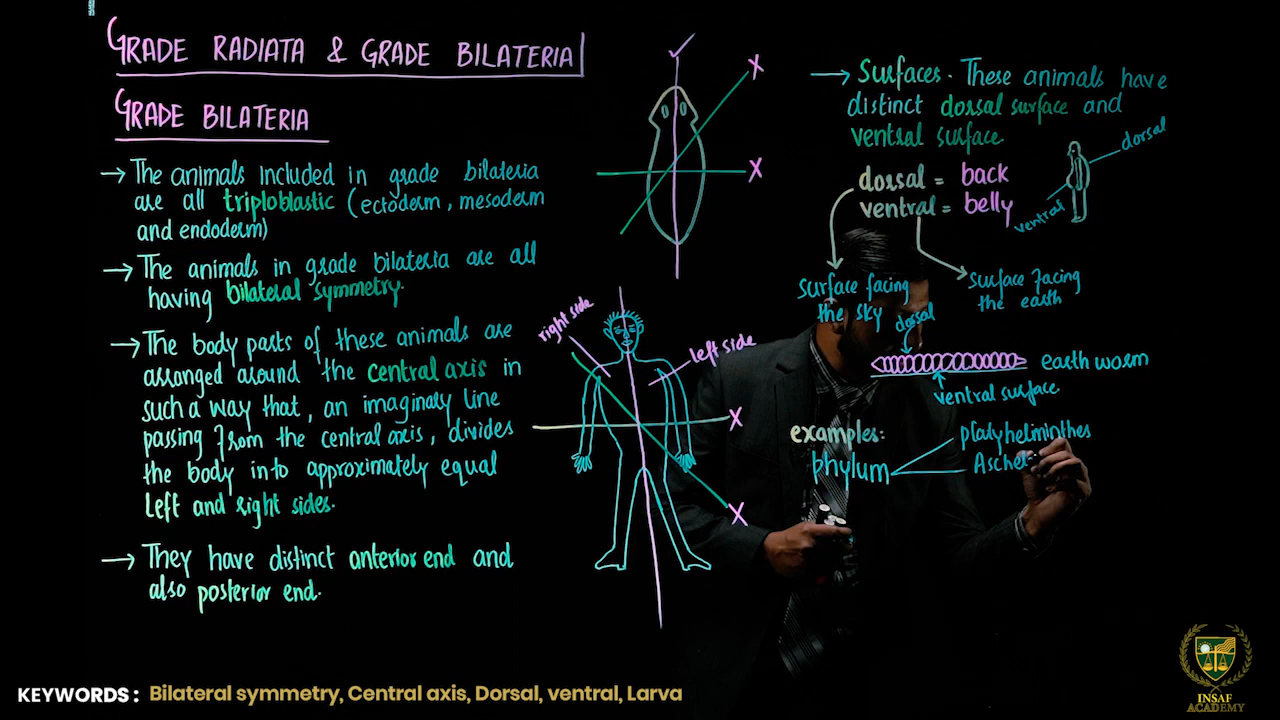 GRADE RADIATA & GRADE BILATERIA
GRADE BILATERIA
→ The animals included in grade bilateria
are all triploblastic (ectoderm, mesoderm
and endoderm)
→ The animals in grade bilateria are all
having bilateral symmetry.
→ The body parts of these animals are
arranged around the central axis in
such a way that, an imaginary line
passing from the central axis, divides
the body into approximately equal
Left and right sides.
→ They have distinct anterior end and
also posterior end.
X
X
right side
left side
X
X
→ Surfaces. These animals have
distinct dorsal surface and
ventral surface.
dorsal
dorsal = back
ventral = belly
ventral
Surface facing
the sky
Surface facing
the earth
dorsal
earth worm
ventral surface
examples:
phylum
platyhelminthes
Asche
KEYWORDS: Bilateral symmetry, Central axis, Dorsal, ventral, Larva
INSAF
ACADEMY